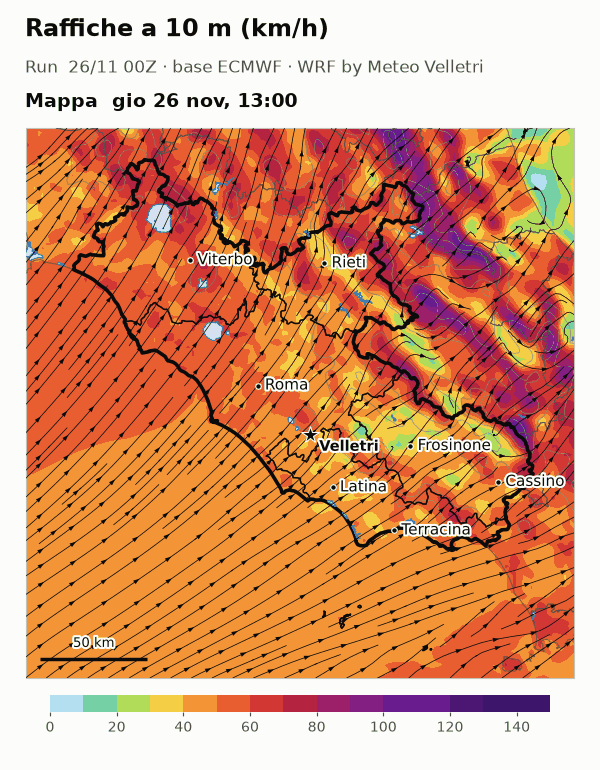 Raffiche a 10 m (km/h)
Run  26/11 00Z · base ECMWF · WRF by Meteo Velletri
Mappa  gio 26 nov, 13:00
Viterbo
Rieti
Roma
Velletri
Frosinone
Cassino
Latina
Terracina
50 km
0 20 40 60 80 100 120 140